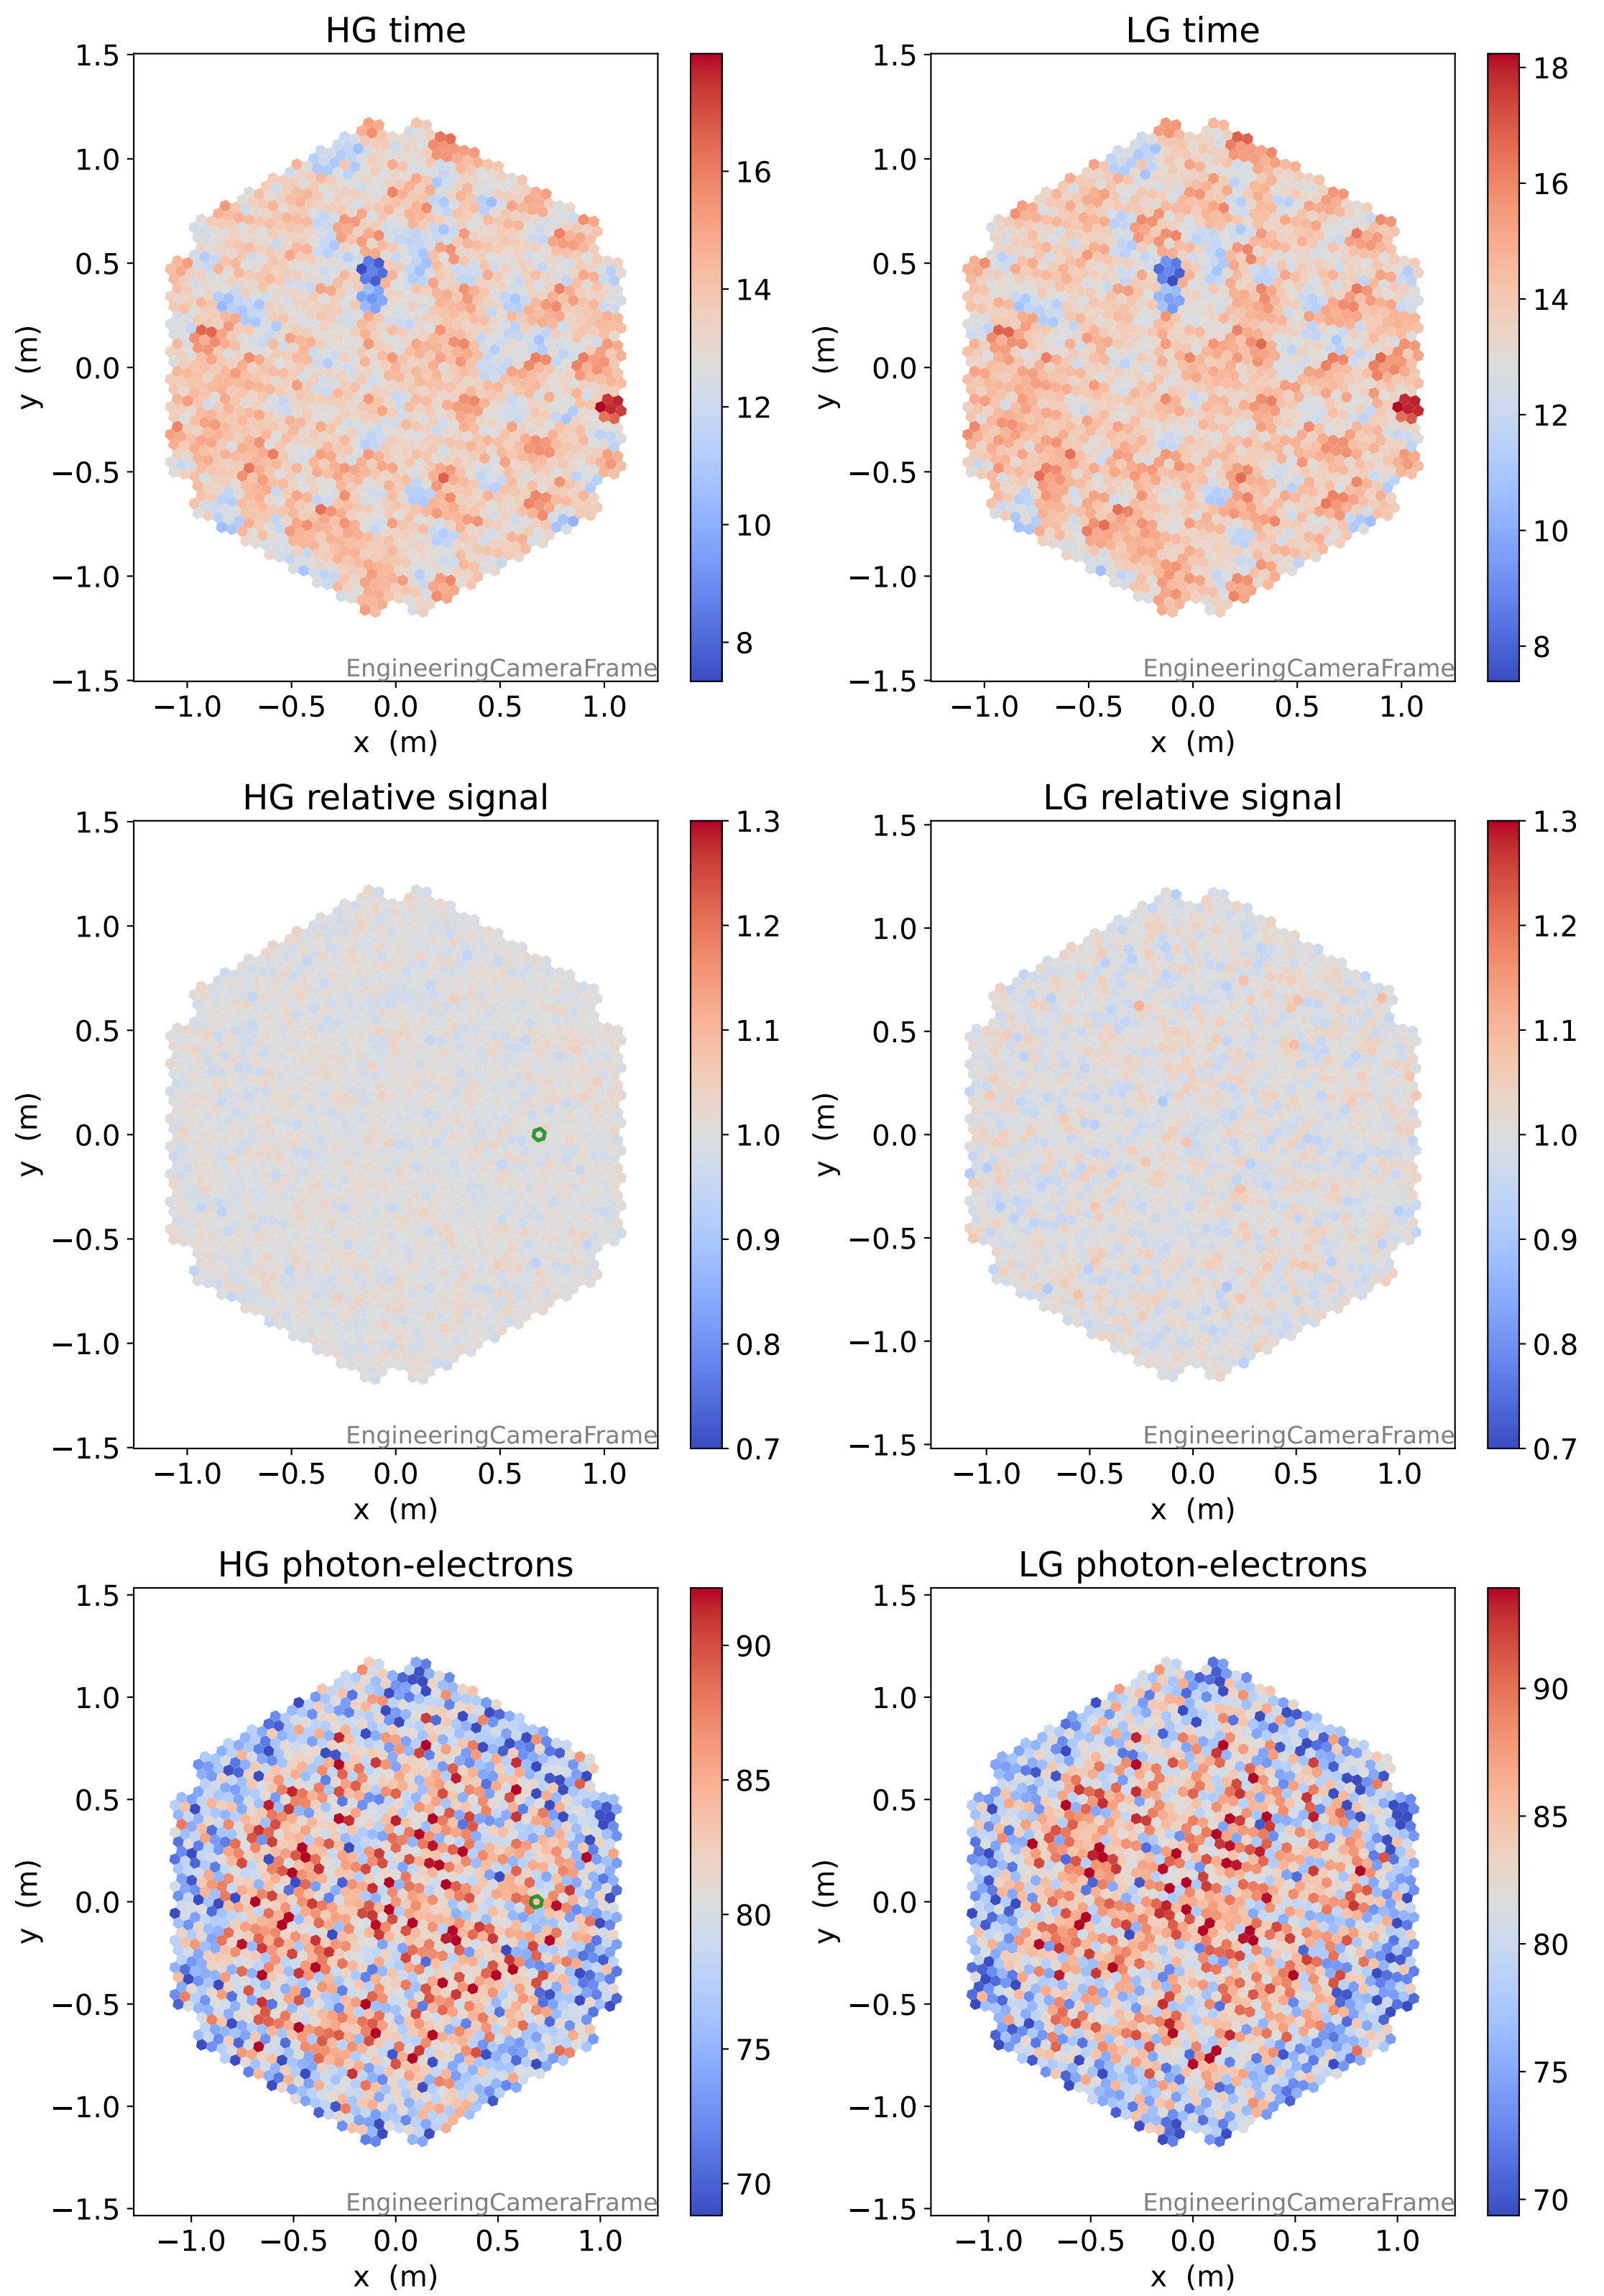 HG time
1.5
1.0
0.5
0.0
−0.5
−1.0
−1.5
y (m)
−1.0 −0.5 0.0 0.5 1.0
x (m)
EngineeringCameraFrame
16
14
12
10
8
LG time
1.5
1.0
0.5
0.0
−0.5
−1.0
−1.5
y (m)
−1.0 −0.5 0.0 0.5 1.0
x (m)
EngineeringCameraFrame
18
16
14
12
10
8
HG relative signal
1.5
1.0
0.5
0.0
−0.5
−1.0
−1.5
y (m)
−1.0 −0.5 0.0 0.5 1.0
x (m)
EngineeringCameraFrame
1.3
1.2
1.1
1.0
0.9
0.8
0.7
LG relative signal
1.5
1.0
0.5
0.0
−0.5
−1.0
−1.5
y (m)
−1.0 −0.5 0.0 0.5 1.0
x (m)
EngineeringCameraFrame
1.3
1.2
1.1
1.0
0.9
0.8
0.7
HG photon-electrons
1.5
1.0
0.5
0.0
−0.5
−1.0
−1.5
y (m)
−1.0 −0.5 0.0 0.5 1.0
x (m)
EngineeringCameraFrame
90
85
80
75
70
LG photon-electrons
1.5
1.0
0.5
0.0
−0.5
−1.0
−1.5
y (m)
−1.0 −0.5 0.0 0.5 1.0
x (m)
EngineeringCameraFrame
90
85
80
75
70